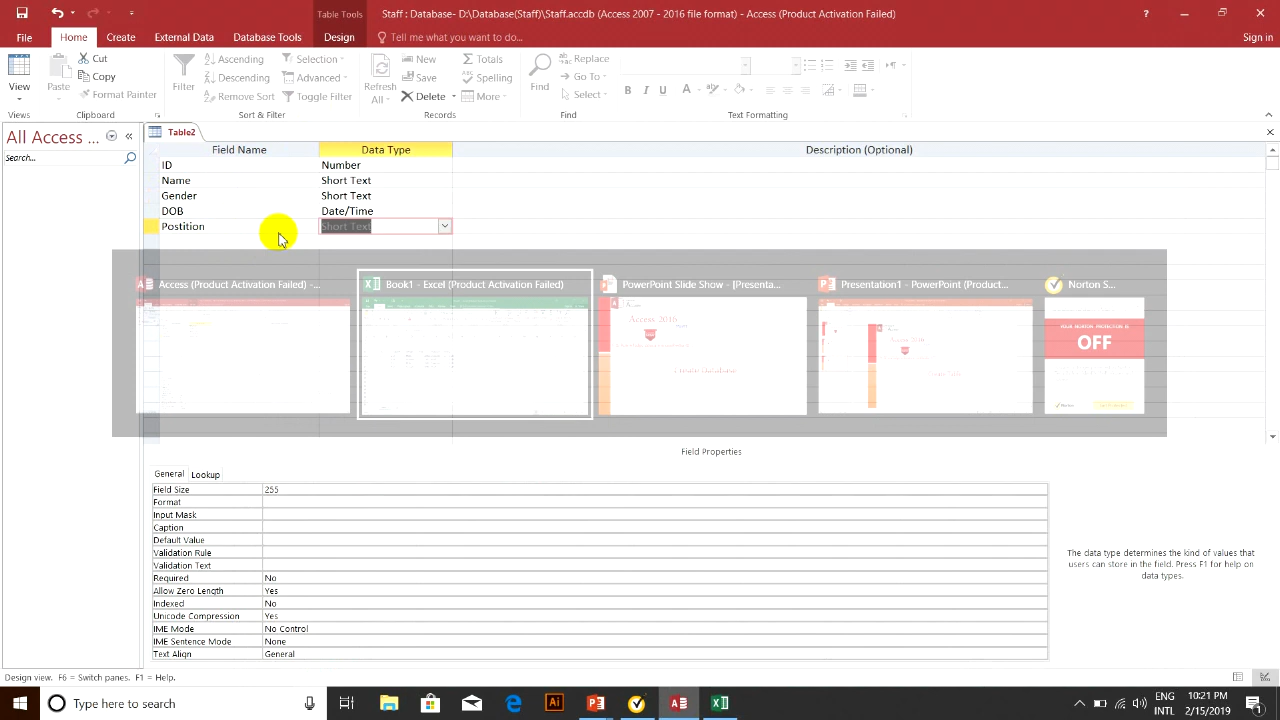 Table Tools
Staff : Database- D:\Database\Staff.accdb (Access 2007 - 2016 file format) - Access (Product Activation Failed)
? 
File Home Create External Data Database Tools Design Tell me what you want to do... Sign in
View
Views
Paste
Cut
Copy
Format Painter
Clipboard
Filter
Ascending
Descending
Remove Sort
Selection
Advanced
Toggle Filter
Sort & Filter
Refresh
All
New
Save
Delete
Totals
Spelling
More
Records
Find
Replace
Go To
Select
Find
B I U A
Text Formatting
All Access ...
Search...
Table2
Field Name Data Type Description (Optional)
ID Number
Name Short Text
Gender Short Text
DOB Date/Time
Postition Short Text
Access (Product Activation Failed) -...
Book1 - Excel (Product Activation Failed)
PowerPoint Slide Show - [Presenta...
Presentation1 - PowerPoint (Product...
Norton S...
Access 2016
Create database
YOUR NORTON PROTECTION IS
OFF
Field Properties
General Lookup
Field Size 255
Format
Input Mask
Caption
Default Value
Validation Rule
Validation Text
Required No
Allow Zero Length Yes
Indexed No
Unicode Compression Yes
IME Mode No Control
IME Sentence Mode None
Text Align General
The data type determines the kind of values that
users can store in the field. Press F1 for help on
data types.
Design view. F6 = Switch panes. F1 = Help.
Type here to search
ENG
INTL
10:21 PM
2/15/2019
1